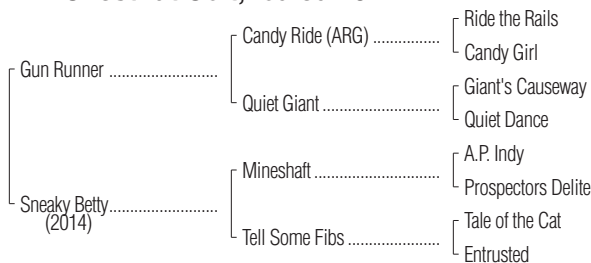 Ride the Rails
Candy Ride (ARG) ................
Candy Girl
Gun Runner ..........................
Giant's Causeway
Quiet Giant ............................
Quiet Dance
A.P. Indy
Mineshaft ..............................
Prospectors Delite
Sneaky Betty..........................
(2014)
Tale of the Cat
Tell Some Fibs ......................
Entrusted